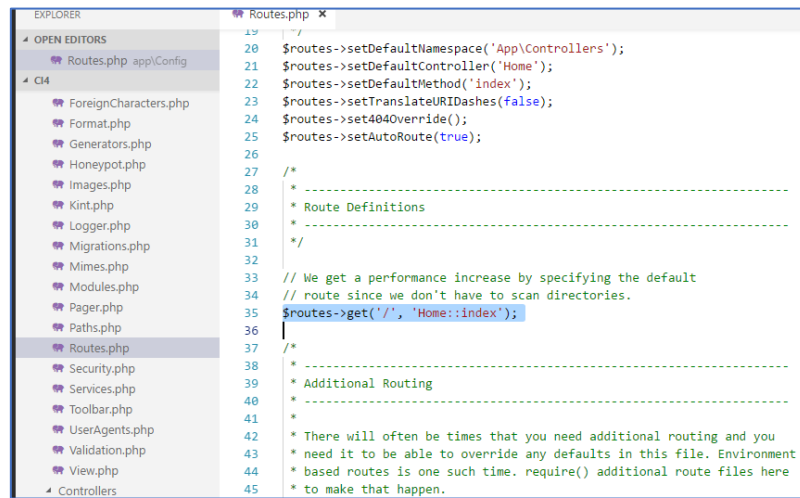 EXPLORER
OPEN EDITORS
Routes.php app\Config
CI4
ForeignCharacters.php
Format.php
Generators.php
Honeypot.php
Images.php
Kint.php
Logger.php
Migrations.php
Mimes.php
Modules.php
Pager.php
Paths.php
Routes.php
Security.php
Services.php
Toolbar.php
UserAgents.php
Validation.php
View.php
Controllers
Routes.php ×
19 */
20 $routes->setDefaultNamespace('App\Controllers');
21 $routes->setDefaultController('Home');
22 $routes->setDefaultMethod('index');
23 $routes->setTranslateURIDashes(false);
24 $routes->set404Override();
25 $routes->setAutoRoute(true);
26
27 /*
28 * --------------------------------------------------------------------
29 * Route Definitions
30 * --------------------------------------------------------------------
31 */
32
33 // We get a performance increase by specifying the default
34 // route since we don't have to scan directories.
35 $routes->get('/', 'Home::index');
36
37 /*
38 * --------------------------------------------------------------------
39 * Additional Routing
40 * --------------------------------------------------------------------
41 *
42 * There will often be times that you need additional routing and you
43 * need it to be able to override any defaults in this file. Environment
44 * based routes is one such time. require() additional route files here
45 * to make that happen.